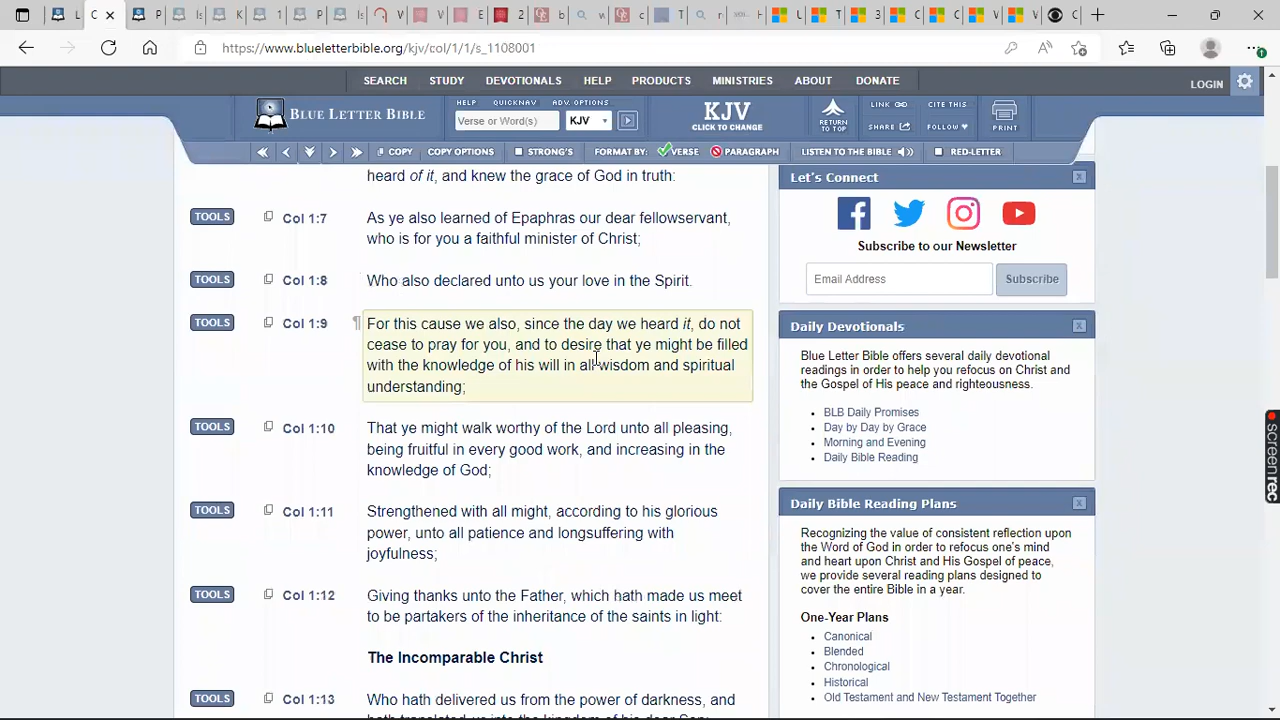 https://www.blueletterbible.org/kjv/col/1/1/s_1108001
SEARCH STUDY DEVOTIONALS HELP PRODUCTS MINISTRIES ABOUT DONATE
LOGIN
BLUE LETTER BIBLE
HELP QUICKNAV ADV. OPTIONS
Verse or Word(s)
KJV
KJV
CLICK TO CHANGE
RETURN
TO TOP
LINK
SHARE
CITE THIS
FOLLOW
PRINT
COPY COPY OPTIONS STRONG'S FORMAT BY: VERSE PARAGRAPH LISTEN TO THE BIBLE RED-LETTER
heard of it, and knew the grace of God in truth:
TOOLS Col 1:7 As ye also learned of Epaphras our dear fellowservant,
who is for you a faithful minister of Christ;
TOOLS Col 1:8 Who also declared unto us your love in the Spirit.
TOOLS Col 1:9 ¶ For this cause we also, since the day we heard it, do not
cease to pray for you, and to desire that ye might be filled
with the knowledge of his will in all wisdom and spiritual
understanding;
TOOLS Col 1:10 That ye might walk worthy of the Lord unto all pleasing,
being fruitful in every good work, and increasing in the
knowledge of God;
TOOLS Col 1:11 Strengthened with all might, according to his glorious
power, unto all patience and longsuffering with
joyfulness;
TOOLS Col 1:12 Giving thanks unto the Father, which hath made us meet
to be partakers of the inheritance of the saints in light:
The Incomparable Christ
TOOLS Col 1:13 Who hath delivered us from the power of darkness, and
Let's Connect
Subscribe to our Newsletter
Email Address
Subscribe
Daily Devotionals
Blue Letter Bible offers several daily devotional
readings in order to help you refocus on Christ and
the Gospel of His peace and righteousness.
BLB Daily Promises
Day by Day by Grace
Morning and Evening
Daily Bible Reading
Daily Bible Reading Plans
Recognizing the value of consistent reflection upon
the Word of God in order to refocus one's mind
and heart upon Christ and His Gospel of peace,
we provide several reading plans designed to
cover the entire Bible in a year.
One-Year Plans
Canonical
Blended
Chronological
Historical
Old Testament and New Testament Together
screenrec